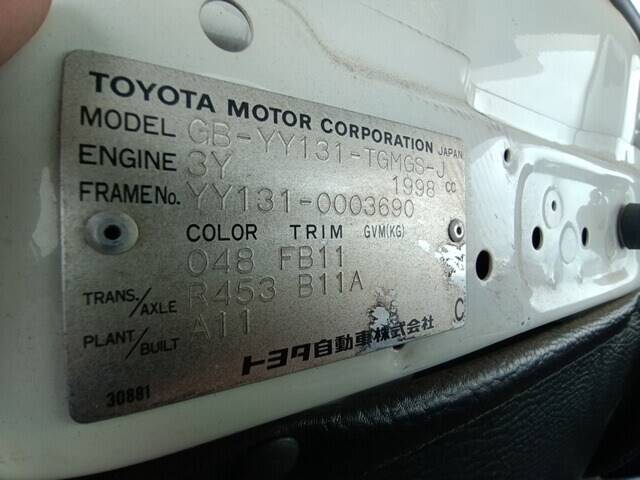 TOYOTA MOTOR CORPORATION JAPAN
MODEL GB-YY131-TGMGS-J
ENGINE 3Y 1998 CC
FRAME No. YY131-0003690
COLOR TRIM GVM(KG)
048 FB11
TRANS./AXLE R453 B11A
PLANT/BUILT A11 C
トヨタ自動車株式会社
30881